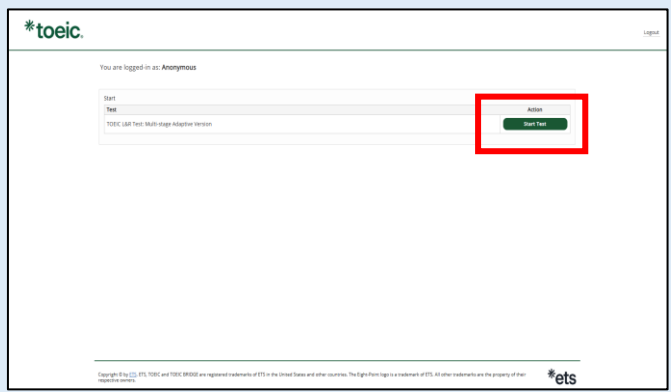 *toeic.
Logout
You are logged-in as: Anonymous
Start
Test Action
TOEIC L&R Test: Multi-stage Adaptive Version Start Test
Copyright © by ETS. ETS, TOEIC and TOEIC BRIDGE are registered trademarks of ETS in the United States and other countries. The Eight-Point logo is a trademark of ETS. All other trademarks are the property of their
respective owners.
*ets